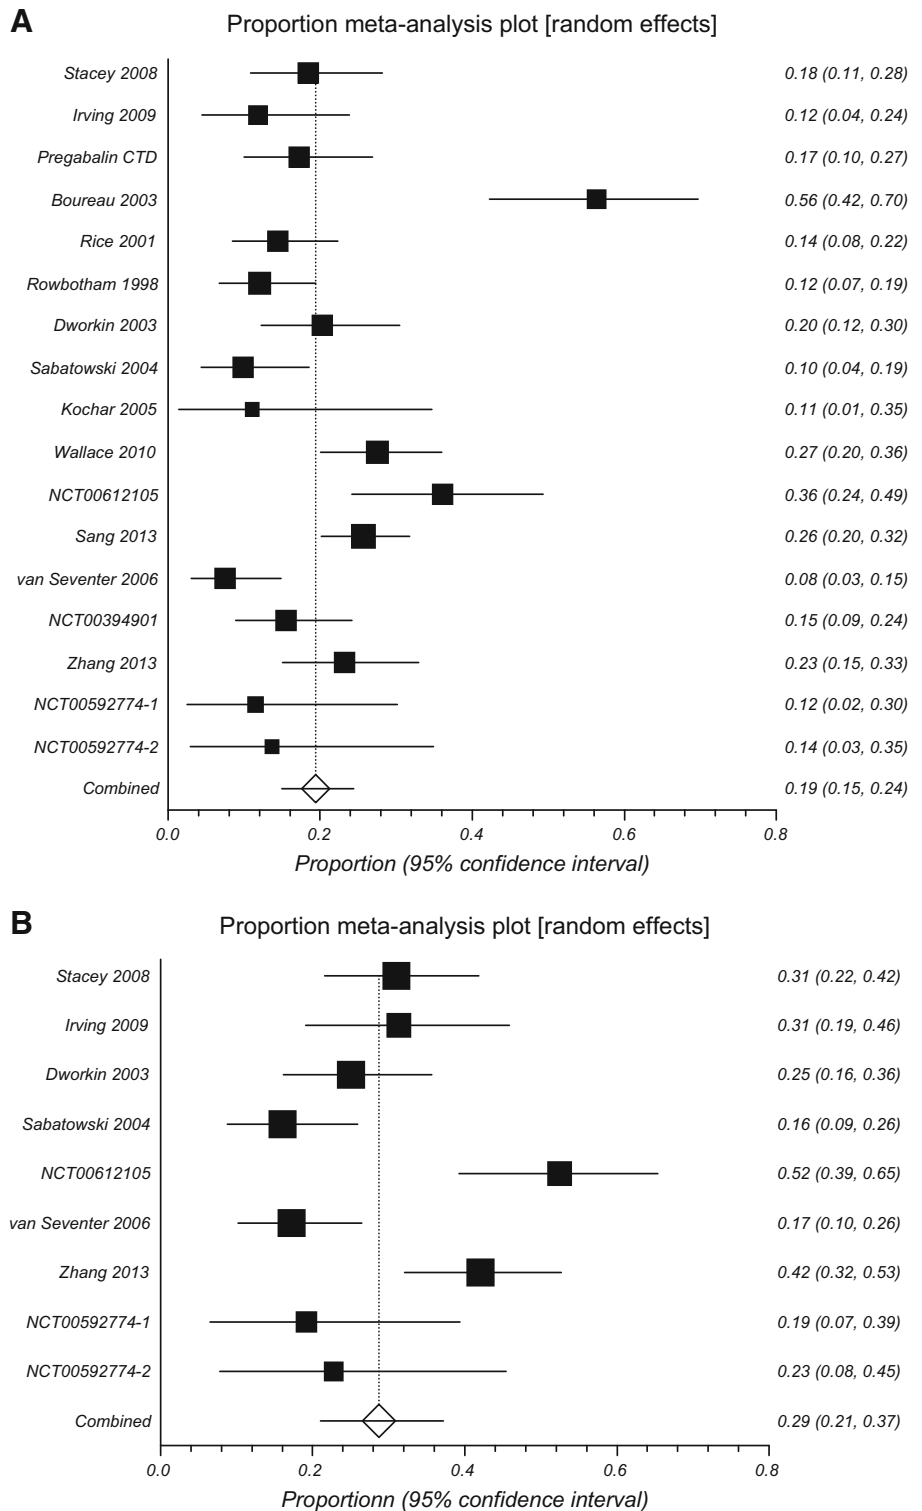 A Proportion meta-analysis plot [random effects]
Stacey 2008 0.18 (0.11, 0.28)
Irving 2009 0.12 (0.04, 0.24)
Pregabalin CTD 0.17 (0.10, 0.27)
Boureau 2003 0.56 (0.42, 0.70)
Rice 2001 0.14 (0.08, 0.22)
Rowbotham 1998 0.12 (0.07, 0.19)
Dworkin 2003 0.20 (0.12, 0.30)
Sabatowski 2004 0.10 (0.04, 0.19)
Kochar 2005 0.11 (0.01, 0.35)
Wallace 2010 0.27 (0.20, 0.36)
NCT00612105 0.36 (0.24, 0.49)
Sang 2013 0.26 (0.20, 0.32)
van Seventer 2006 0.08 (0.03, 0.15)
NCT00394901 0.15 (0.09, 0.24)
Zhang 2013 0.23 (0.15, 0.33)
NCT00592774-1 0.12 (0.02, 0.30)
NCT00592774-2 0.14 (0.03, 0.35)
Combined 0.19 (0.15, 0.24)
0.0 0.2 0.4 0.6 0.8
Proportion (95% confidence interval)
B Proportion meta-analysis plot [random effects]
Stacey 2008 0.31 (0.22, 0.42)
Irving 2009 0.31 (0.19, 0.46)
Dworkin 2003 0.25 (0.16, 0.36)
Sabatowski 2004 0.16 (0.09, 0.26)
NCT00612105 0.52 (0.39, 0.65)
van Seventer 2006 0.17 (0.10, 0.26)
Zhang 2013 0.42 (0.32, 0.53)
NCT00592774-1 0.19 (0.07, 0.39)
NCT00592774-2 0.23 (0.08, 0.45)
Combined 0.29 (0.21, 0.37)
0.0 0.2 0.4 0.6 0.8
Proportionn (95% confidence interval)